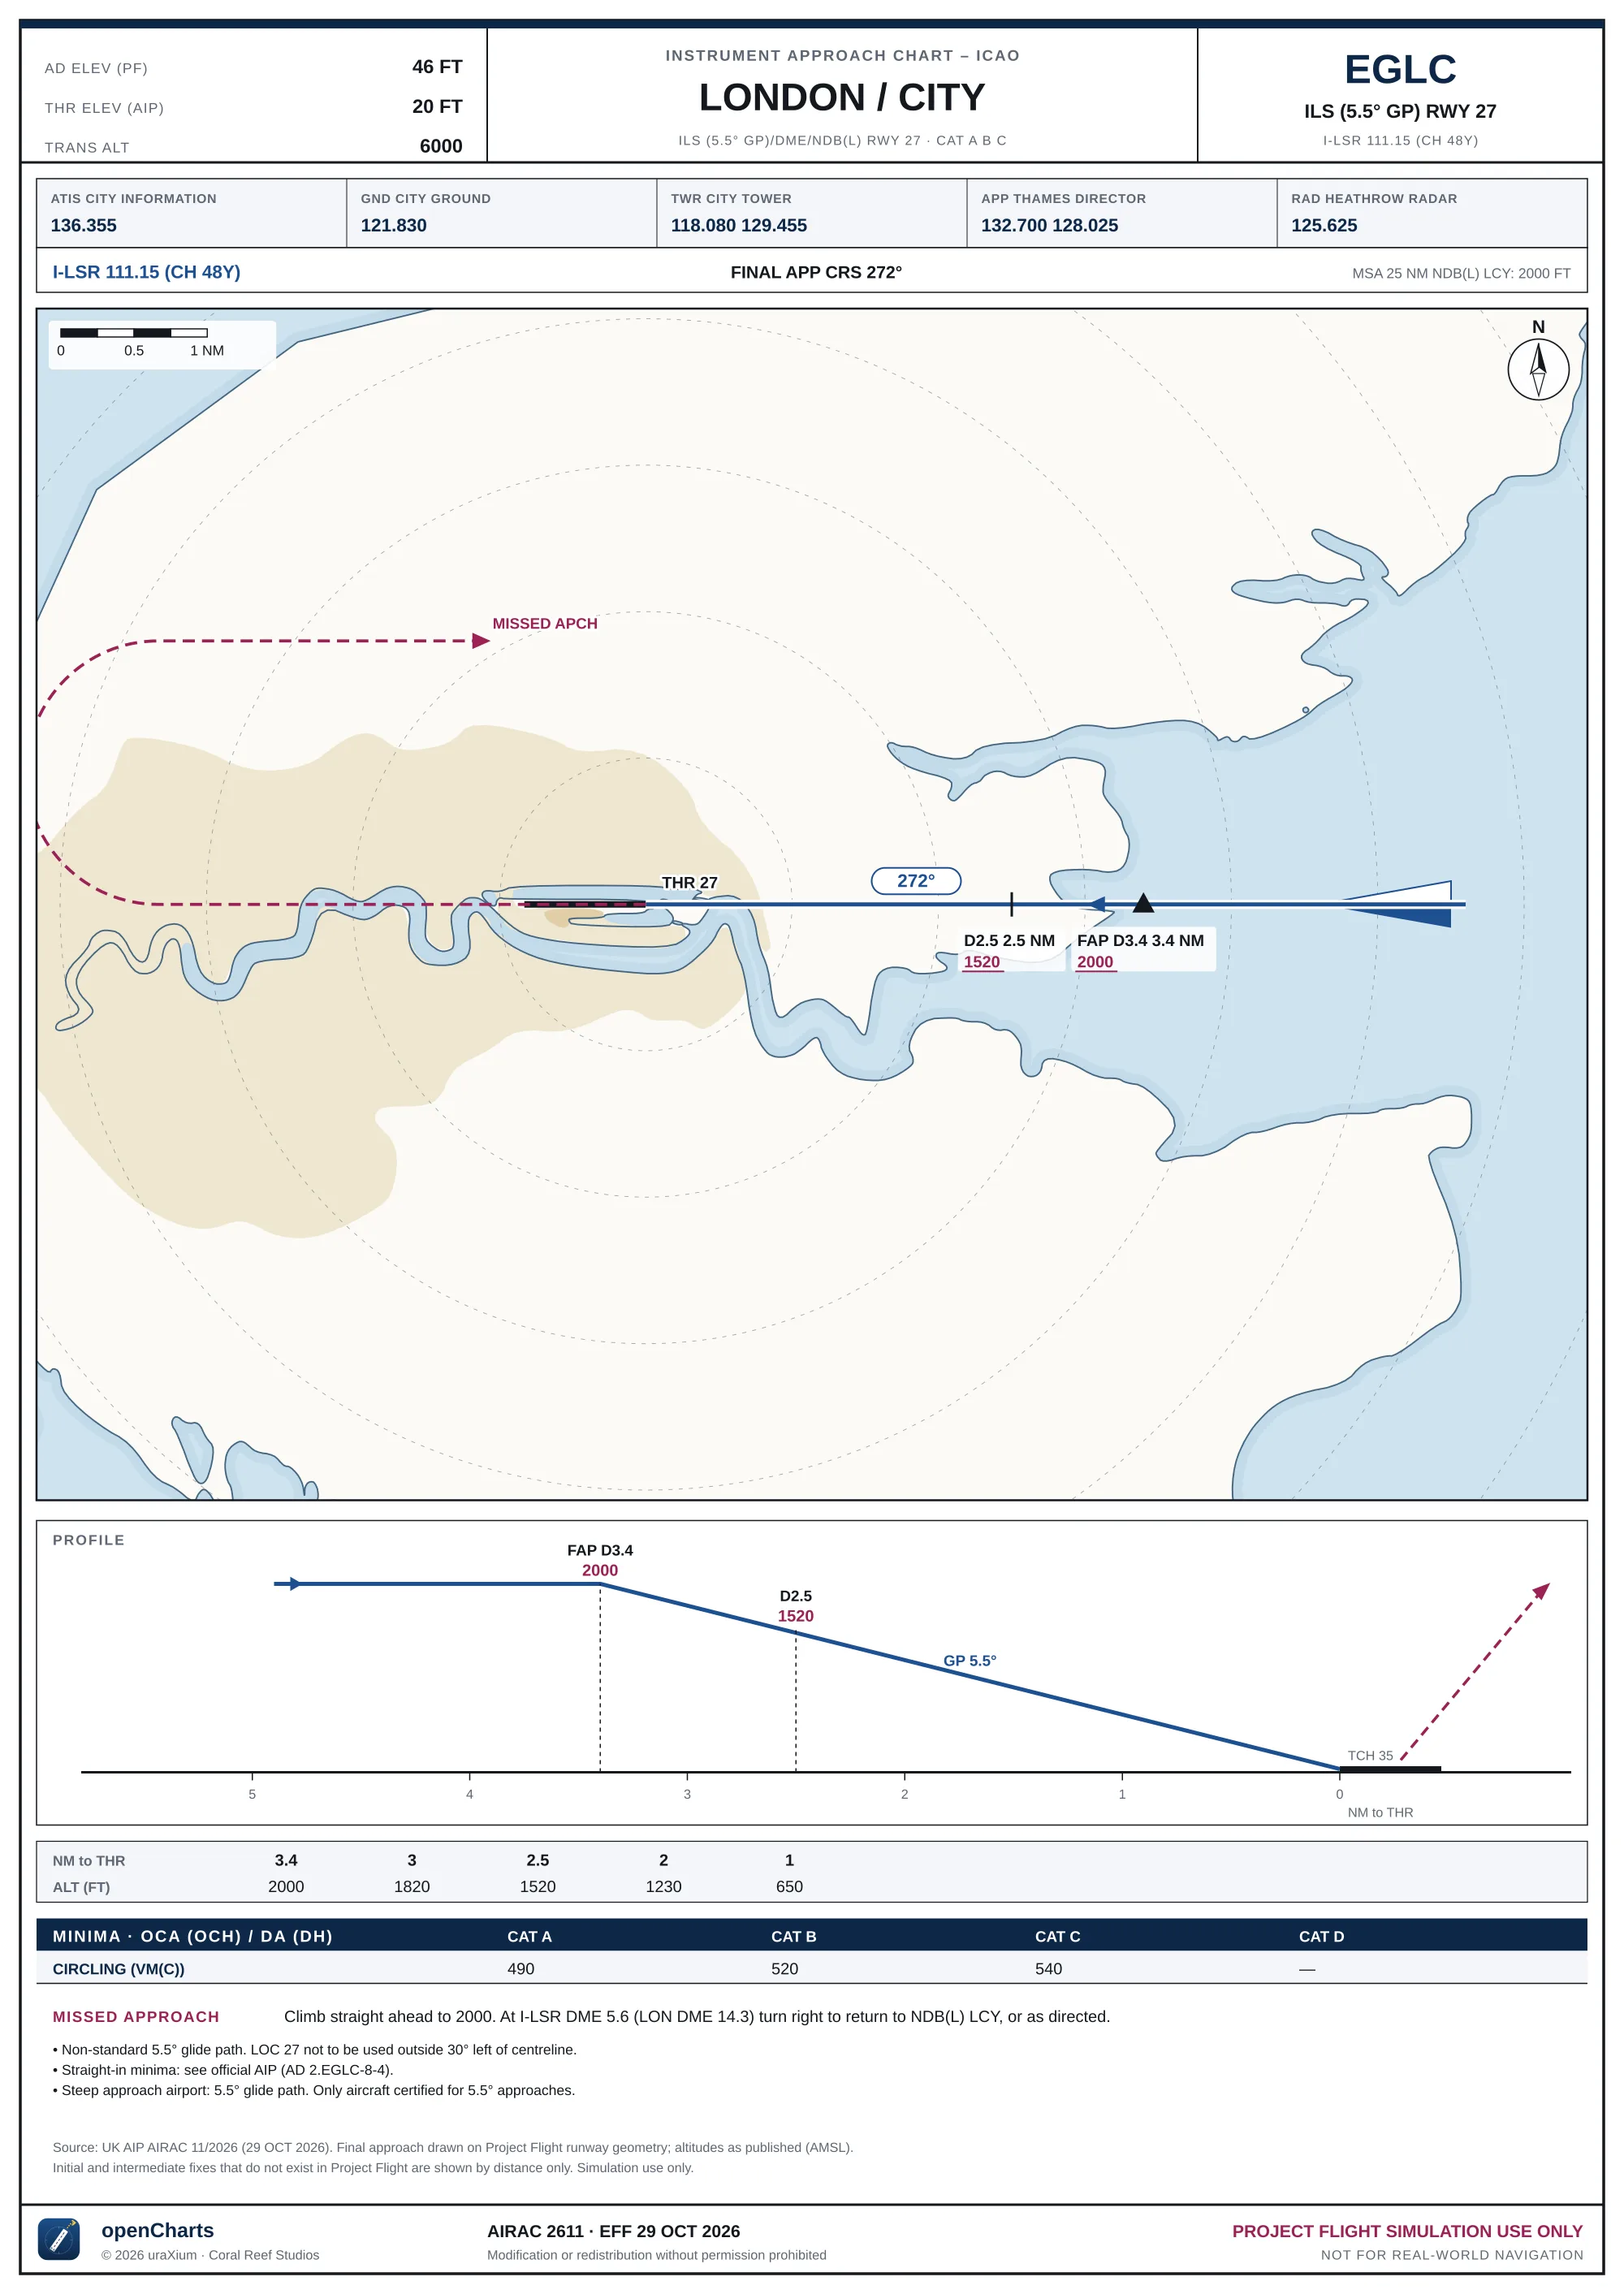 AD ELEV (PF) 46 FT
THR ELEV (AIP) 20 FT
TRANS ALT 6000
INSTRUMENT APPROACH CHART – ICAO
LONDON / CITY
ILS (5.5° GP)/DME/NDB(L) RWY 27 · CAT A B C
EGLC
ILS (5.5° GP) RWY 27
I-LSR 111.15 (CH 48Y)
ATIS CITY INFORMATION
136.355
GND CITY GROUND
121.830
TWR CITY TOWER
118.080 129.455
APP THAMES DIRECTOR
132.700 128.025
RAD HEATHROW RADAR
125.625
I-LSR 111.15 (CH 48Y) FINAL APP CRS 272° MSA 25 NM NDB(L) LCY: 2000 FT
0 0.5 1 NM
N
MISSED APCH
THR 27
272°
D2.5 2.5 NM
1520
FAP D3.4 3.4 NM
2000
PROFILE
FAP D3.4
2000
D2.5
1520
GP 5.5°
TCH 35
5 4 3 2 1 0
NM to THR
NM to THR 3.4 3 2.5 2 1
ALT (FT) 2000 1820 1520 1230 650
MINIMA · OCA (OCH) / DA (DH) CAT A CAT B CAT C CAT D
CIRCLING (VM(C)) 490 520 540 —
MISSED APPROACH Climb straight ahead to 2000. At I-LSR DME 5.6 (LON DME 14.3) turn right to return to NDB(L) LCY, or as directed.
• Non-standard 5.5° glide path. LOC 27 not to be used outside 30° left of centreline.
• Straight-in minima: see official AIP (AD 2.EGLC-8-4).
• Steep approach airport: 5.5° glide path. Only aircraft certified for 5.5° approaches.
Source: UK AIP AIRAC 11/2026 (29 OCT 2026). Final approach drawn on Project Flight runway geometry; altitudes as published (AMSL).
Initial and intermediate fixes that do not exist in Project Flight are shown by distance only. Simulation use only.
openCharts
© 2026 uraXium · Coral Reef Studios
AIRAC 2611 · EFF 29 OCT 2026
Modification or redistribution without permission prohibited
PROJECT FLIGHT SIMULATION USE ONLY
NOT FOR REAL-WORLD NAVIGATION